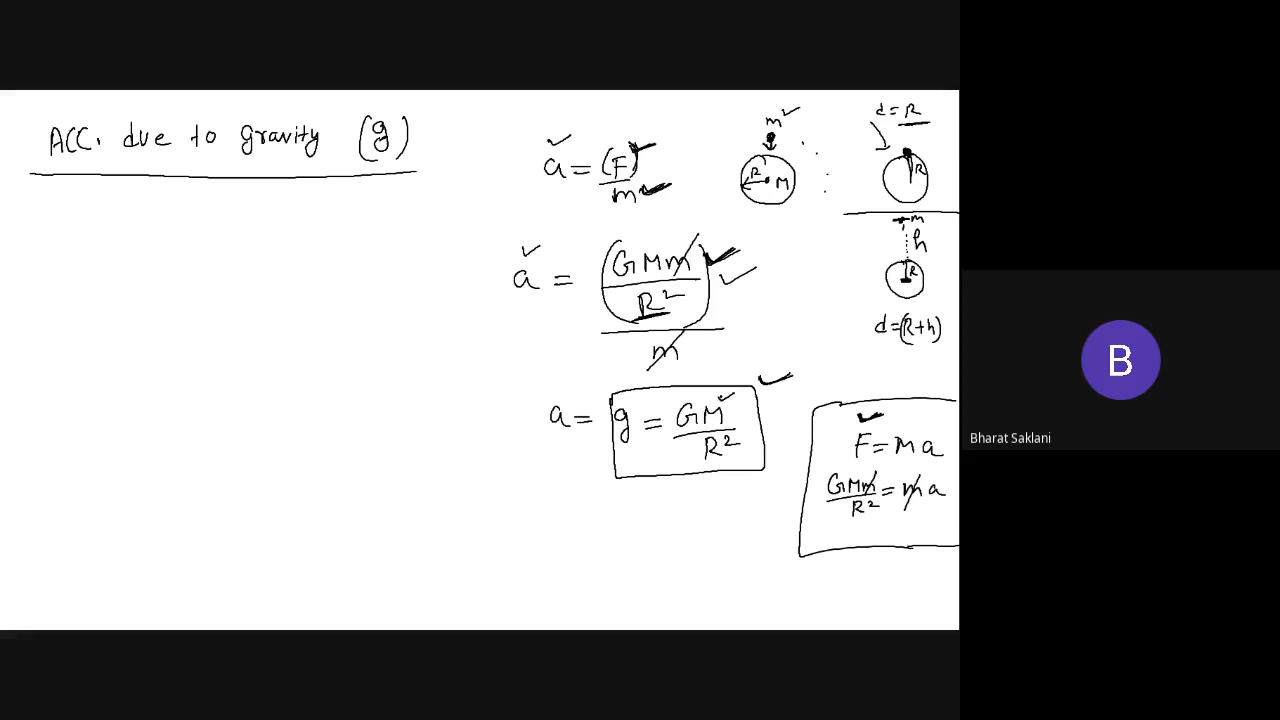 ACC. due to gravity (g)
a = (F)/m
a = (GMm/R²)/m
a = g = GM/R²
m
R
M
d = R
R
m
h
R
d = (R+h)
F = ma
GMm/R² = ma
B
Bharat Saklani